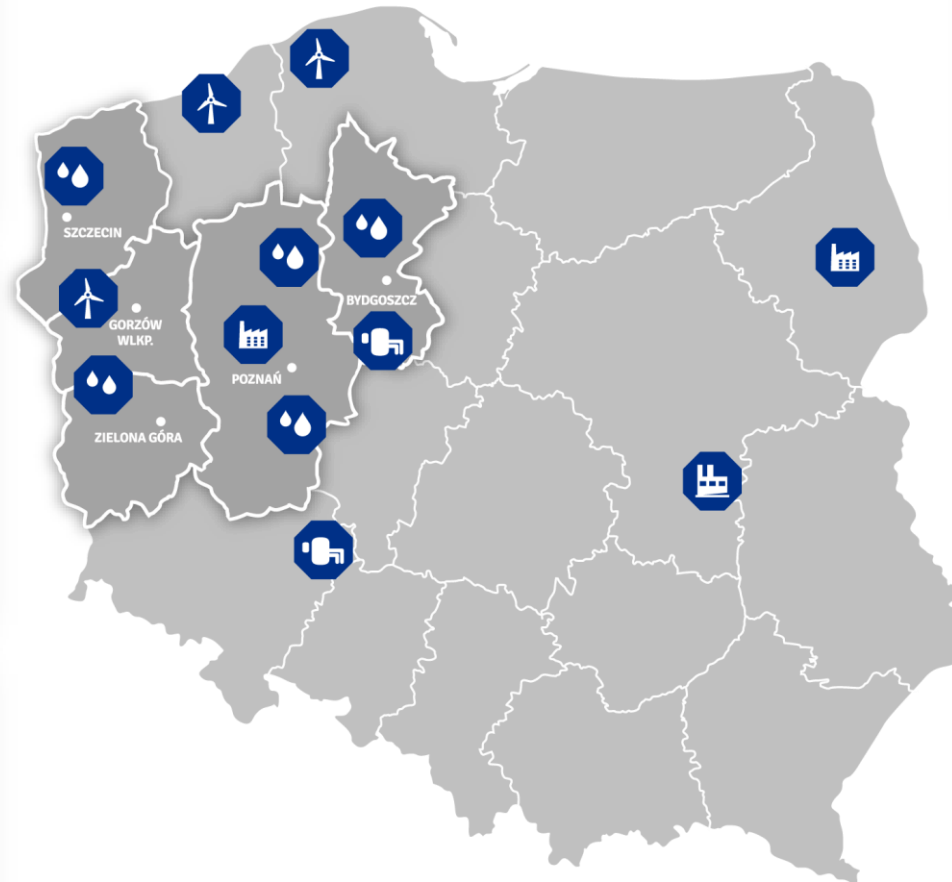 SZCZECIN
BYDGOSZCZ
GORZÓW
WLKP.
POZNAŃ
ZIELONA GÓRA